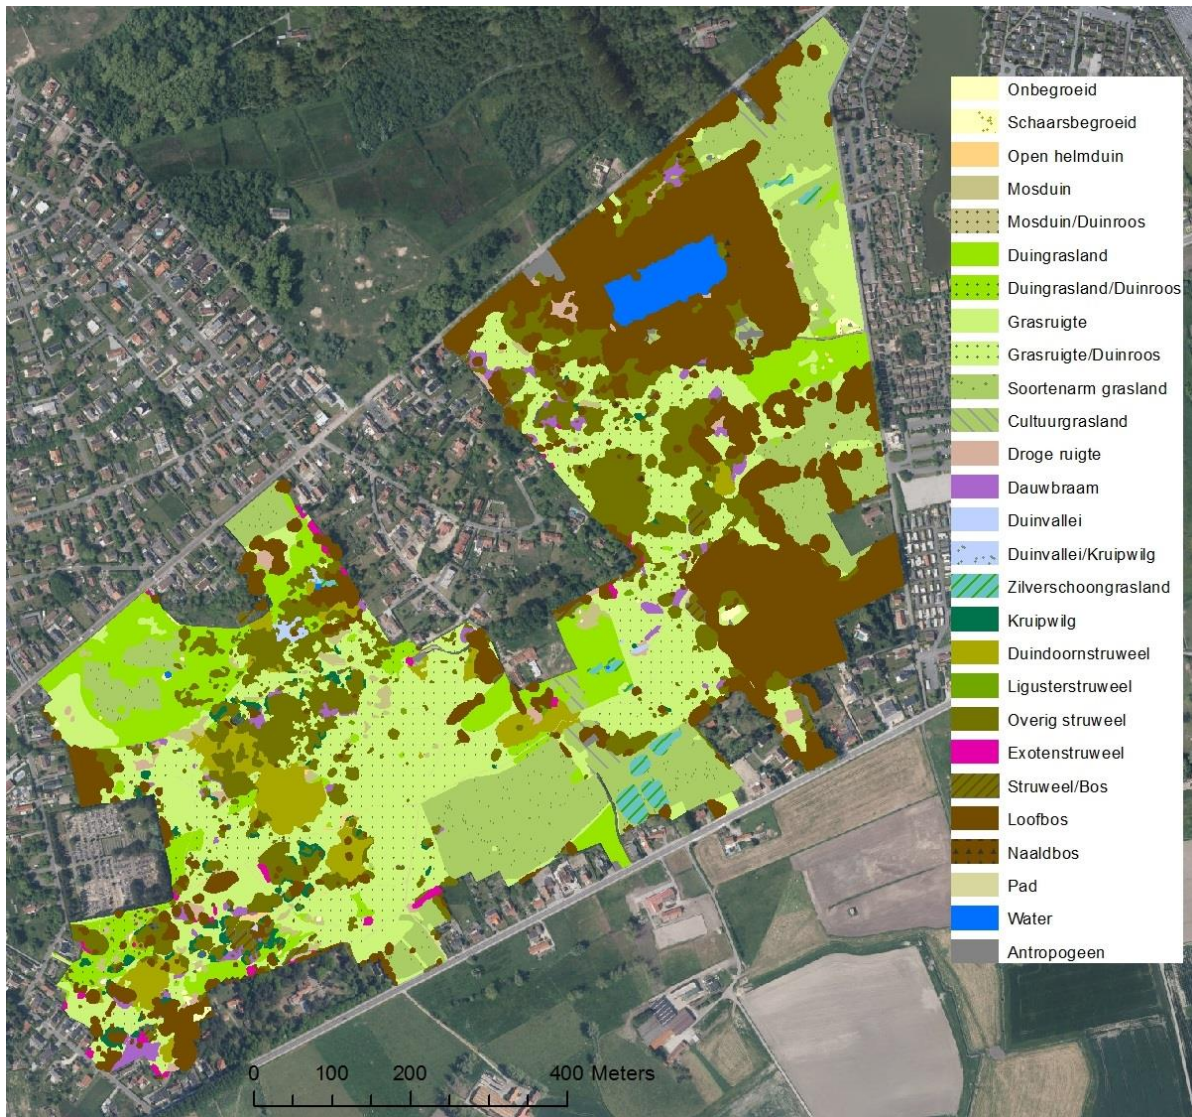 Onbegroeid
Schaarsbegroeid
Open helmduin
Mosduin
Mosduin/Duinroos
Duingrasland
Duingrasland/Duinroos
Grasruigte
Grasruigte/Duinroos
Soortenarm grasland
Cultuurgrasland
Droge ruigte
Dauwbraam
Duinvallei
Duinvallei/Kruipwilg
Zilverschoongrasland
Kruipwilg
Duindoornstruweel
Ligusterstruweel
Overig struweel
Exotenstruweel
Struweel/Bos
Loofbos
Naaldbos
Pad
Water
Antropogeen
0 100 200 400 Meters